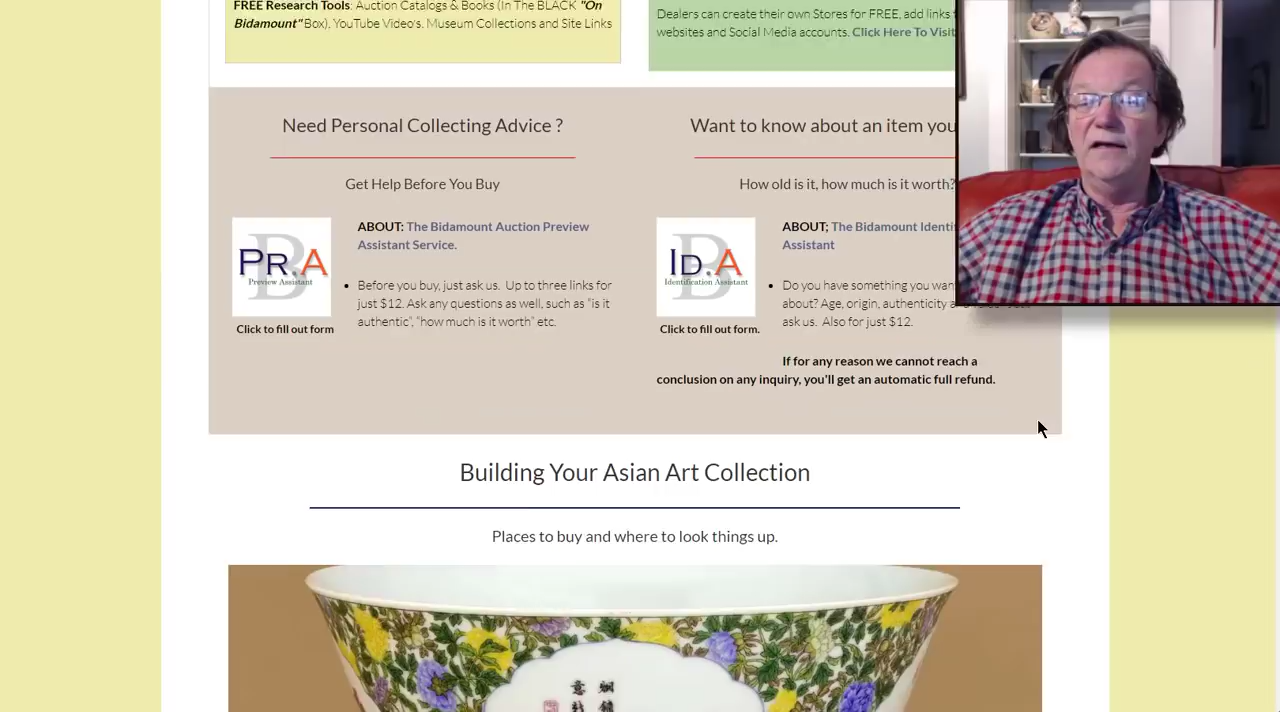 FREE Research Tools: Auction Catalogs & Books (In The BLACK "On
Bidamount" Box), YouTube Video's, Museum Collections and Site Links
Dealers can create their own Stores for FREE, add links
websites and Social Media accounts. Click Here To Visit
Need Personal Collecting Advice ?
Get Help Before You Buy
PR.A
Preview Assistant
Click to fill out form
ABOUT: The Bidamount Auction Preview
Assistant Service.
• Before you buy, just ask us. Up to three links for
just $12. Ask any questions as well, such as "is it
authentic", "how much is it worth" etc.
Want to know about an item you
How old is it, how much is it worth?
ID.A
Identification Assistant
Click to fill out form.
ABOUT; The Bidamount
Assistant
• Do you have something you
about? Age, origin, authenticity
ask us. Also for just $12.
If for any reason we cannot reach a
conclusion on any inquiry, you'll get an automatic full refund.
Building Your Asian Art Collection
Places to buy and where to look things up.